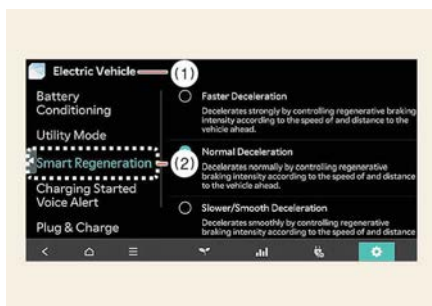 Electric Vehicle
(1)
Battery
Conditioning
Utility Mode
Smart Regeneration
(2)
Charging Started
Voice Alert
Plug & Charge
Faster Deceleration
Decelerates strongly by controlling regenerative braking
intensity according to the speed of and distance to the
vehicle ahead.
Normal Deceleration
Decelerates normally by controlling regenerative
braking intensity according to the speed of and distance
to the vehicle ahead.
Slower/Smooth Deceleration
Decelerates smoothly by controlling regenerative
braking intensity according to the speed of and distance